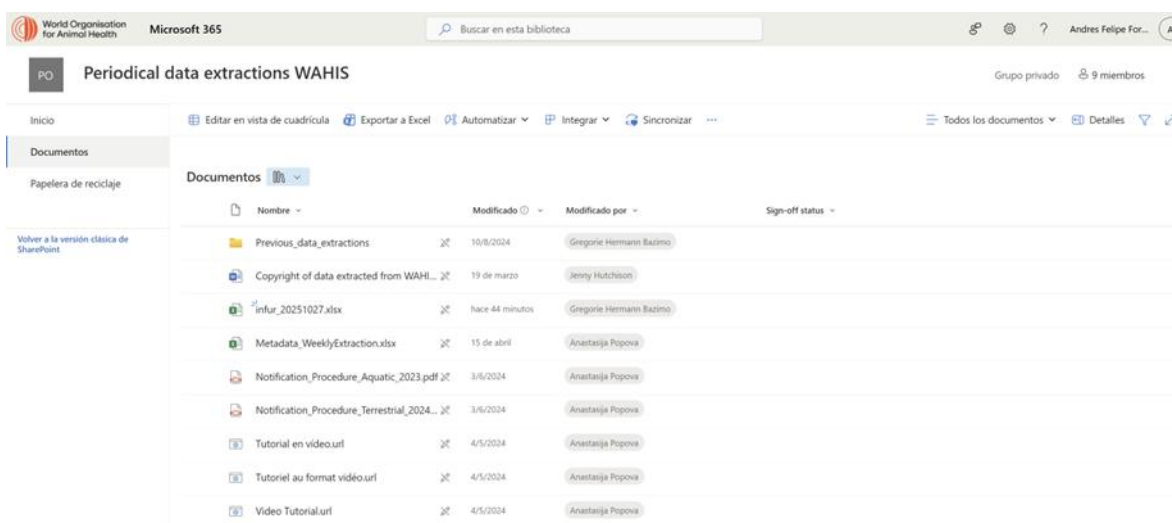 World Organisation
for Animal Health
Microsoft 365
Buscar en esta biblioteca
Andres Felipe For...
PO
Periodical data extractions WAHIS
Grupo privado
9 miembros
Inicio
Documentos
Papelera de reciclaje
Volver a la versión clásica de
SharePoint
Editar en vista de cuadrícula
Exportar a Excel
Automatizar
Integrar
Sincronizar
...
Todos los documentos
Detalles
Documentos
Nombre
Modificado
Modificado por
Sign-off status
Previous_data_extractions 10/8/2024 Gregorie Hermann Bazimo
Copyright of data extracted from WAHI... 19 de marzo Jenny Hutchison
infur_20251027.xlsx hace 44 minutos Gregorie Hermann Bazimo
Metadata_WeeklyExtraction.xlsx 15 de abril Anastasija Popova
Notification_Procedure_Aquatic_2023.pdf 3/6/2024 Anastasija Popova
Notification_Procedure_Terrestrial_2024... 3/6/2024 Anastasija Popova
Tutorial en vídeo.url 4/5/2024 Anastasija Popova
Tutoriel au format vidéo.url 4/5/2024 Anastasija Popova
Video Tutorial.url 4/5/2024 Anastasija Popova